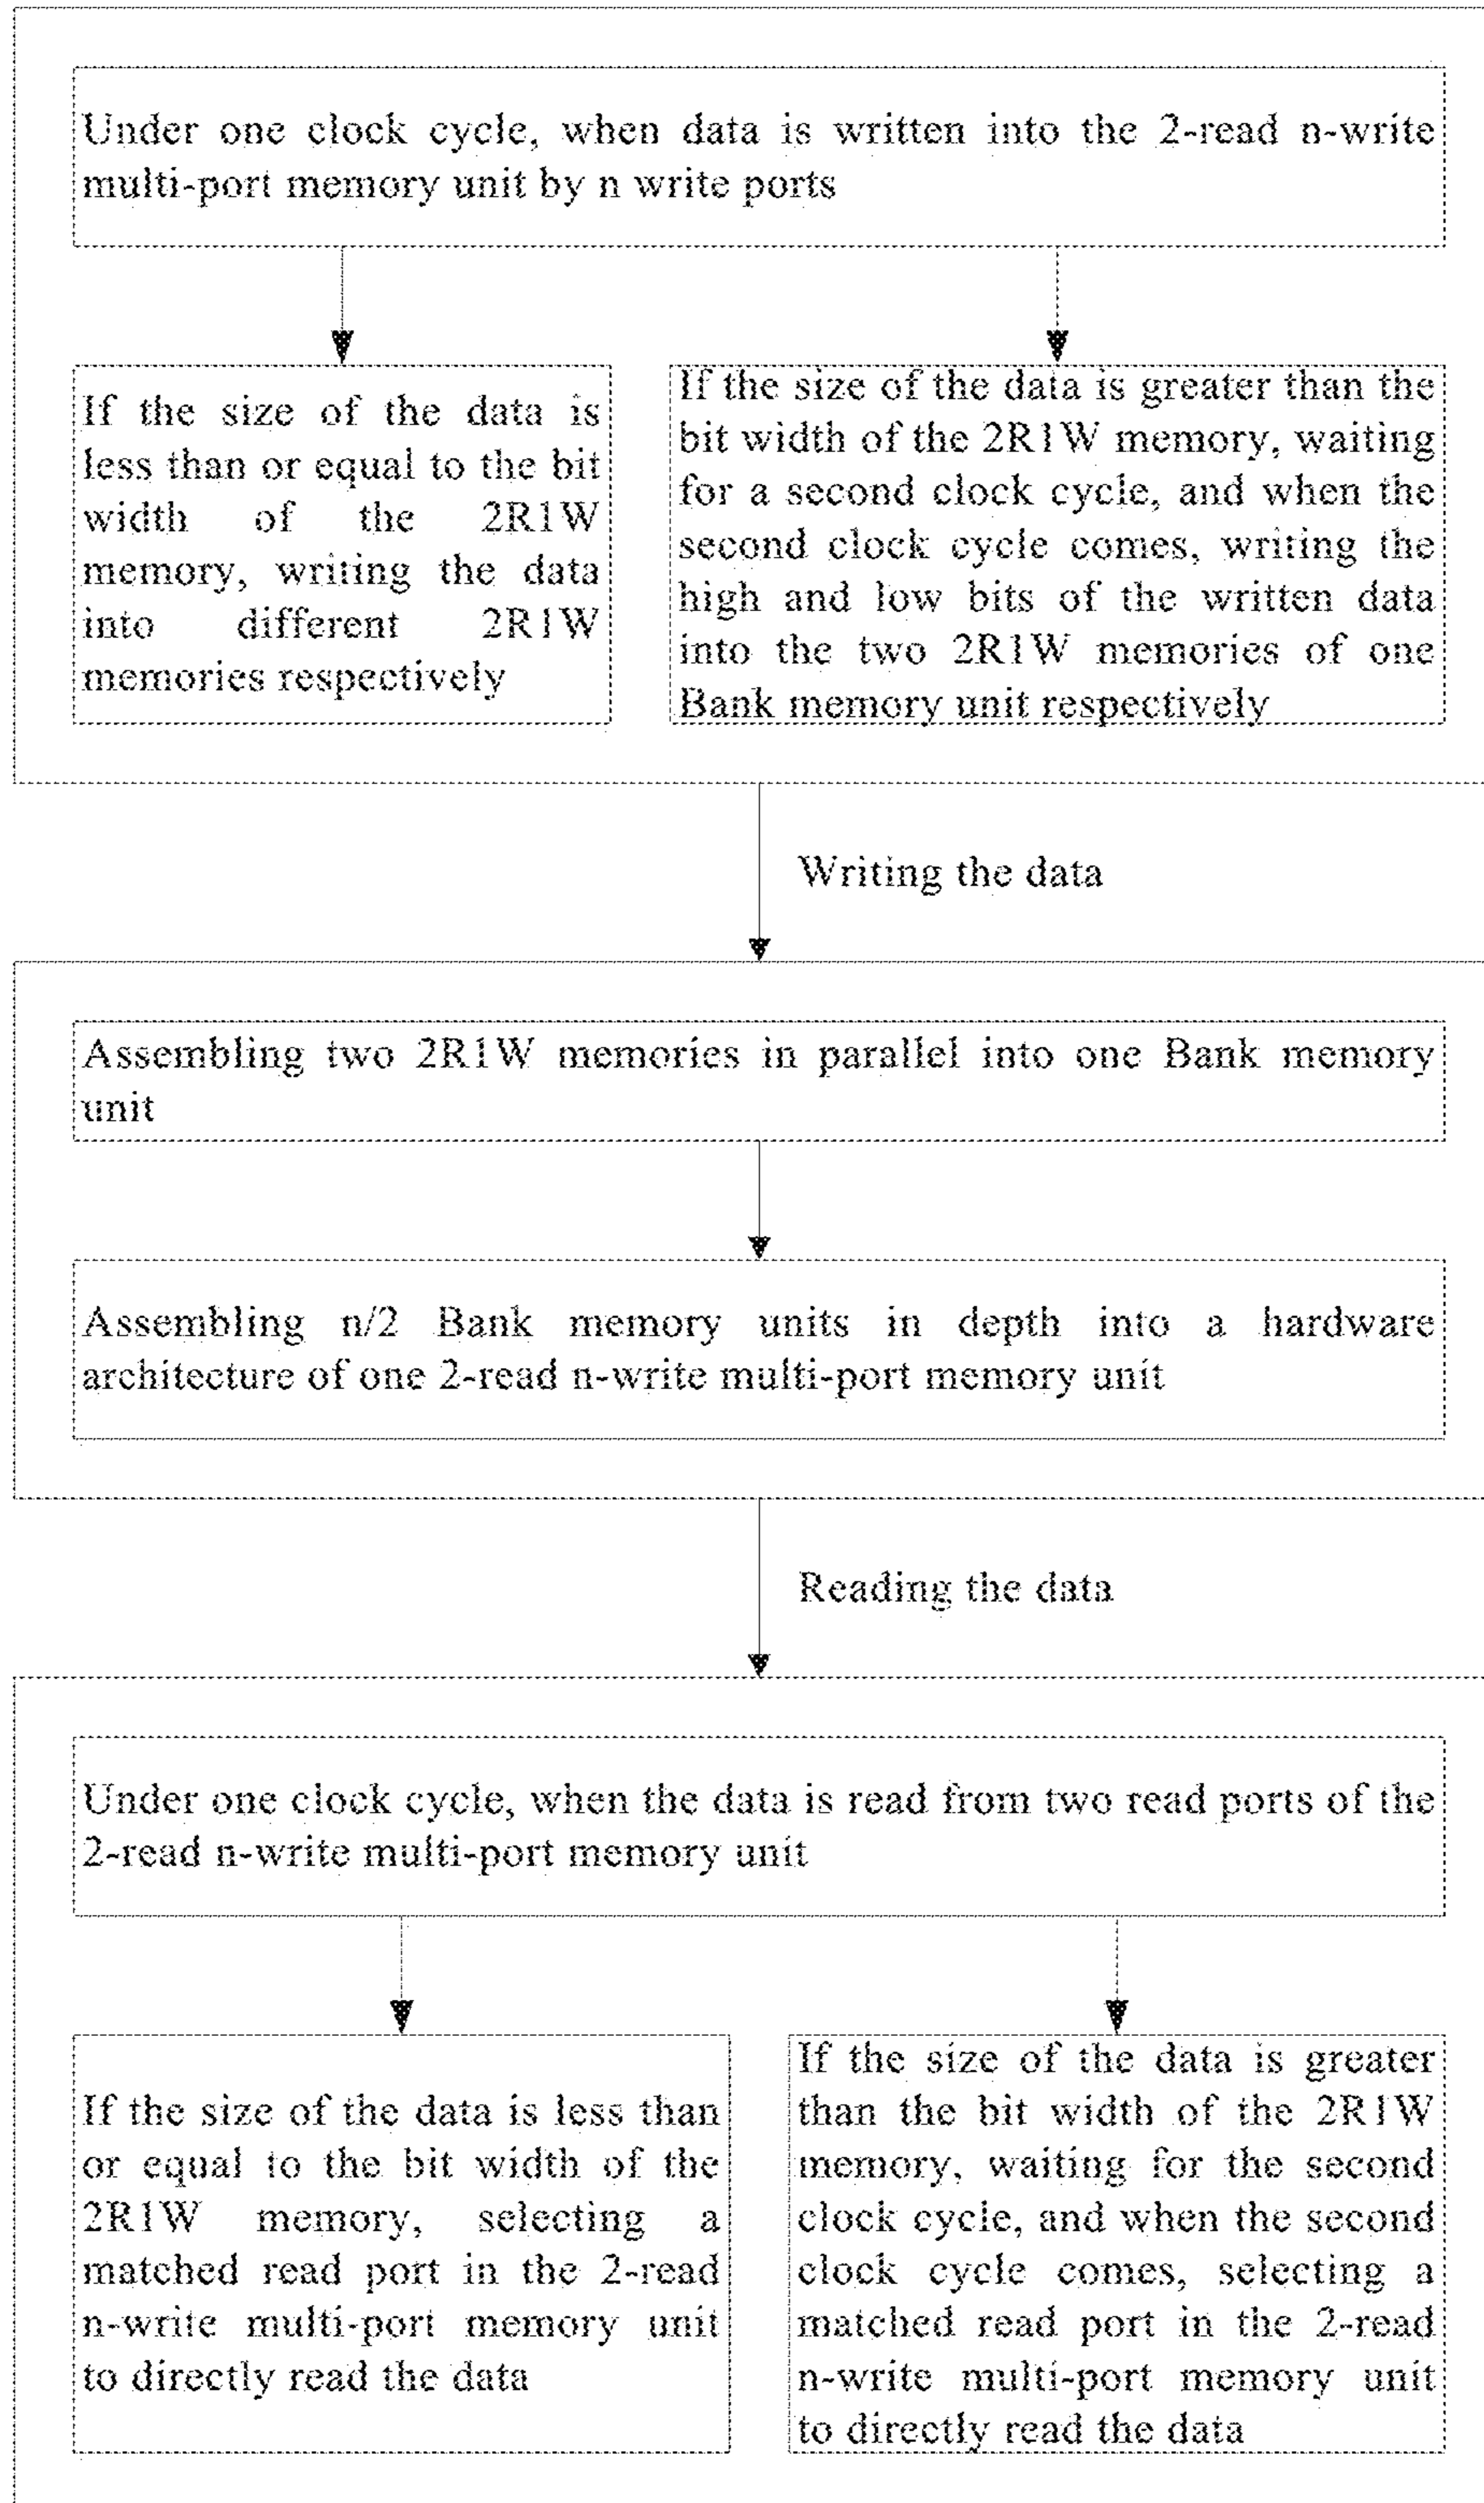 Under one clock cycle, when data is written into the 2-read n-write
multi-port memory unit by n write ports
If the size of the data is
less than or equal to the bit
width of the 2R1W
memory, writing the data
into different 2R1W
memories respectively
If the size of the data is greater than the
bit width of the 2R1W memory, waiting
for a second clock cycle, and when the
second clock cycle comes, writing the
high and low bits of the written data
into the two 2R1W memories of one
Bank memory unit respectively
Writing the data
Assembling two 2R1W memories in parallel into one Bank memory
unit
Assembling n/2 Bank memory units in depth into a hardware
architecture of one 2-read n-write multi-port memory unit
Reading the data
Under one clock cycle, when the data is read from two read ports of the
2-read n-write multi-port memory unit
If the size of the data is less than
or equal to the bit width of the
2R1W memory, selecting a
matched read port in the 2-read
n-write multi-port memory unit
to directly read the data
If the size of the data is greater
than the bit width of the 2R1W
memory, waiting for the second
clock cycle, and when the second
clock cycle comes, selecting a
matched read port in the 2-read
n-write multi-port memory unit
to directly read the data